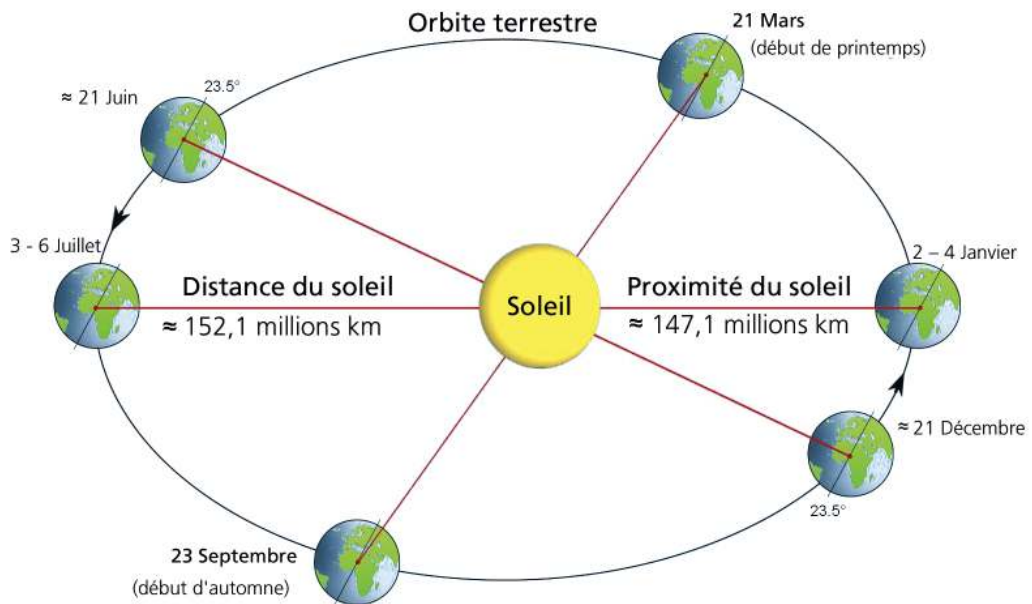 Orbite terrestre
21 Mars
(début de printemps)
23.5°
≈ 21 Juin
3 - 6 Juillet
2 – 4 Janvier
Distance du soleil
≈ 152,1 millions km
Soleil
Proximité du soleil
≈ 147,1 millions km
≈ 21 Décembre
23.5°
23 Septembre
(début d'automne)